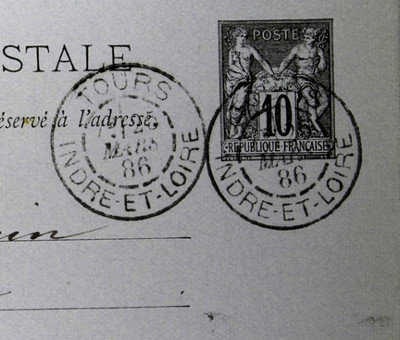 STALE
POSTE
10
REPUBLIQUE FRANÇAISE
éservé à l'adresse.
TOURS
MARS
86
INDRE-ET-LOIRE
86
INDRE-ET-LOIRE